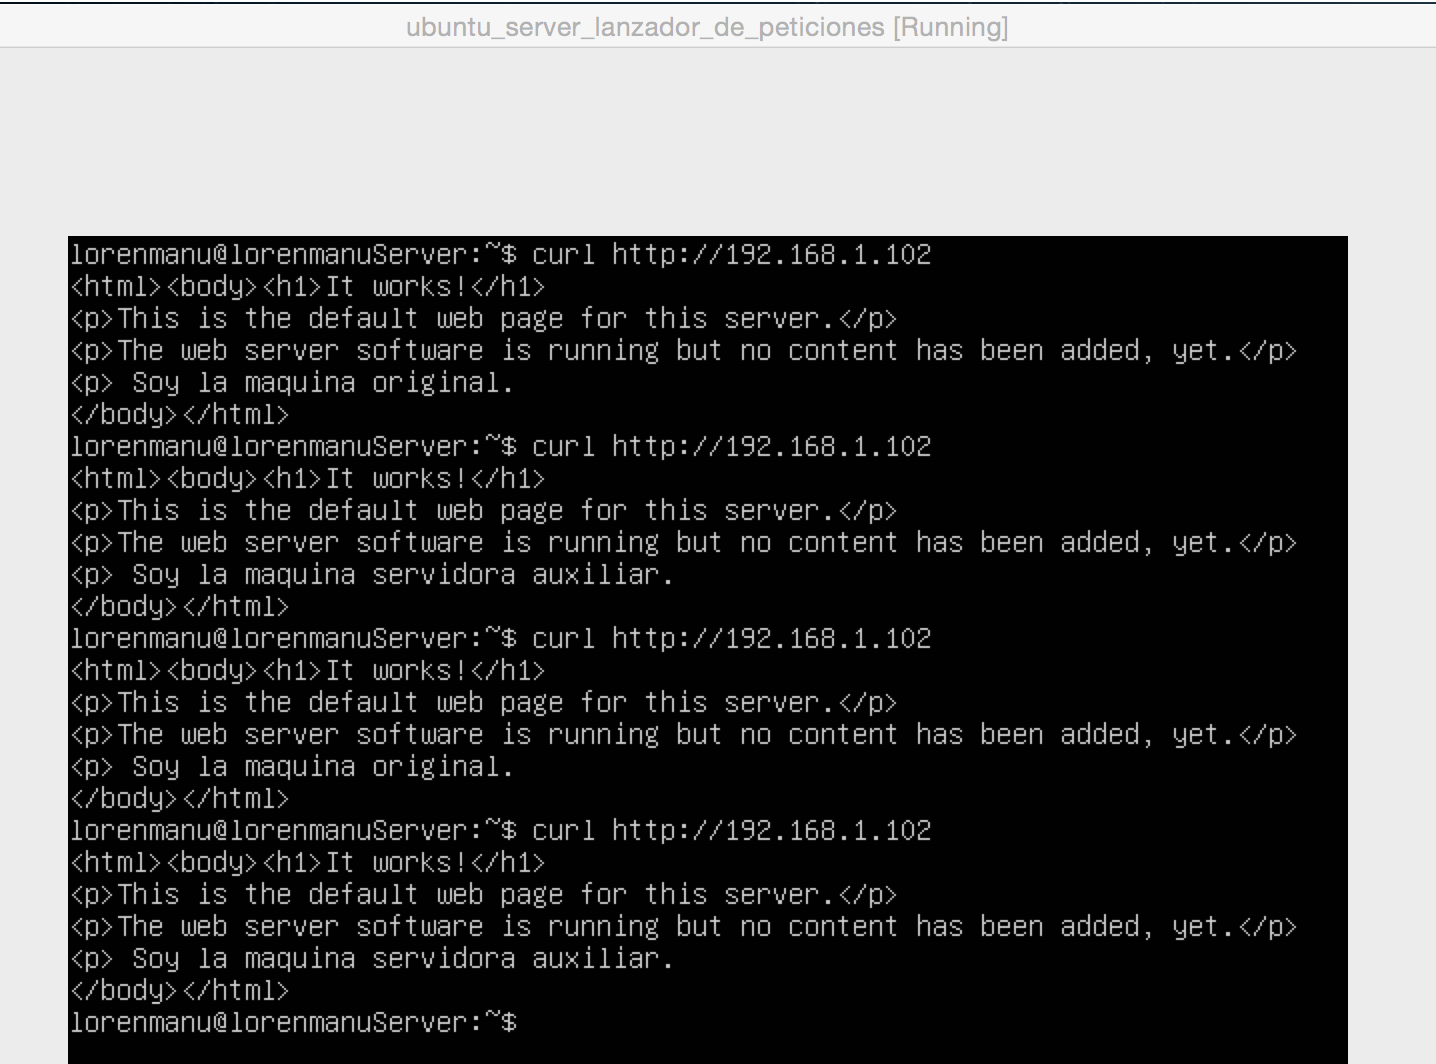 ubuntu_server_lanzador_de_peticiones [Running]
lorenmanu@lorenmanuServer:~$ curl http://192.168.1.102
<html><body><h1>It works!</h1>
<p>This is the default web page for this server.</p>
<p>The web server software is running but no content has been added, yet.</p>
<p> Soy la maquina original.
</body></html>
lorenmanu@lorenmanuServer:~$ curl http://192.168.1.102
<html><body><h1>It works!</h1>
<p>This is the default web page for this server.</p>
<p>The web server software is running but no content has been added, yet.</p>
<p> Soy la maquina servidora auxiliar.
</body></html>
lorenmanu@lorenmanuServer:~$ curl http://192.168.1.102
<html><body><h1>It works!</h1>
<p>This is the default web page for this server.</p>
<p>The web server software is running but no content has been added, yet.</p>
<p> Soy la maquina original.
</body></html>
lorenmanu@lorenmanuServer:~$ curl http://192.168.1.102
<html><body><h1>It works!</h1>
<p>This is the default web page for this server.</p>
<p>The web server software is running but no content has been added, yet.</p>
<p> Soy la maquina servidora auxiliar.
</body></html>
lorenmanu@lorenmanuServer:~$